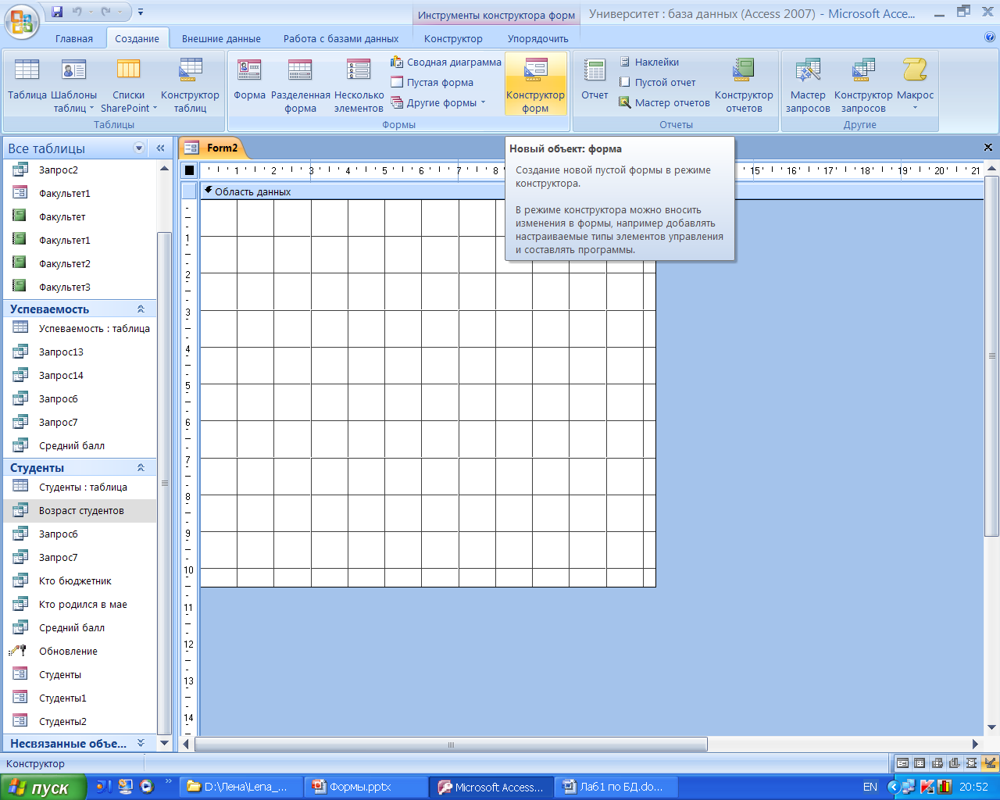 Инструменты конструктора форм
Университет : база данных (Access 2007) - Microsoft Acce...
Главная
Создание
Внешние данные
Работа с базами данных
Конструктор
Упорядочить
Таблица
Шаблоны таблиц
Списки SharePoint
Конструктор таблиц
Таблицы
Форма
Разделенная форма
Несколько элементов
Сводная диаграмма
Пустая форма
Другие формы
Конструктор форм
Формы
Отчет
Наклейки
Пустой отчет
Мастер отчетов
Конструктор отчетов
Отчеты
Мастер запросов
Конструктор запросов
Макрос
Другие
Все таблицы
Запрос2
Факультет1
Факультет
Факультет1
Факультет2
Факультет3
Успеваемость
Успеваемость : таблица
Запрос13
Запрос14
Запрос6
Запрос7
Средний балл
Студенты
Студенты : таблица
Возраст студентов
Запрос6
Запрос7
Кто бюджетник
Кто родился в мае
Средний балл
Обновление
Студенты
Студенты1
Студенты2
Несвязанные объе...
Form2
1 2 3 4 5 6 7 8 15 16 17 18 19 20 21
Область данных
1
2
3
4
5
6
7
8
9
10
11
12
13
14
Новый объект: форма
Создание новой пустой формы в режиме
конструктора.
В режиме конструктора можно вносить
изменения в формы, например добавлять
настраиваемые типы элементов управления
и составлять программы.
Конструктор
пуск
D:\Лена\Lena_...
Формы.pptx
Microsoft Access...
Лаб1 по БД.do...
EN
20:52